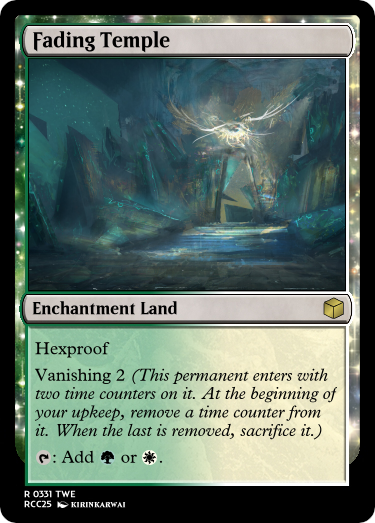 Fading Temple
Enchantment Land
Hexproof
Vanishing 2 (This permanent enters with
two time counters on it. At the beginning of
your upkeep, remove a time counter from
it. When the last is removed, sacrifice it.)
: Add or .
R 0331 TWE
RCC25 KIRINKARWAI